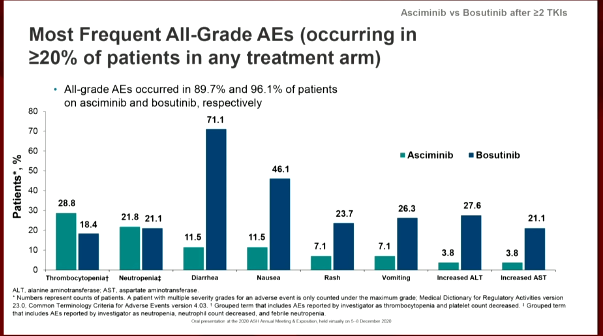 Asciminib vs Bosutinib after ≥2 TKIs
Most Frequent All-Grade AEs (occurring in
≥20% of patients in any treatment arm)
• All-grade AEs occurred in 89.7% and 96.1% of patients
on asciminib and bosutinib, respectively
Patients*, %
80
70
60
50
40
30
20
10
0
Asciminib Bosutinib
28.8 18.4 21.8 21.1 11.5 71.1 11.5 46.1 7.1 23.7 7.1 26.3 3.8 27.6 3.8 21.1
Thrombocytopenia† Neutropenia‡ Diarrhea Nausea Rash Vomiting Increased ALT Increased AST
ALT, alanine aminotransferase; AST, aspartate aminotransferase.
* Numbers represent counts of patients. A patient with multiple severity grades for an adverse event is only counted under the maximum grade; Medical Dictionary for Regulatory Activities version
23.0. Common Terminology Criteria for Adverse Events version 4.03. † Grouped term that includes AEs reported by investigator as thrombocytopenia and platelet count decreased. ‡ Grouped term
that includes AEs reported by investigator as neutropenia, neutrophil count decreased, and febrile neutropenia.
Oral presentation at the 2020 ASH Annual Meeting & Exposition held virtually on 5-8 December 2020